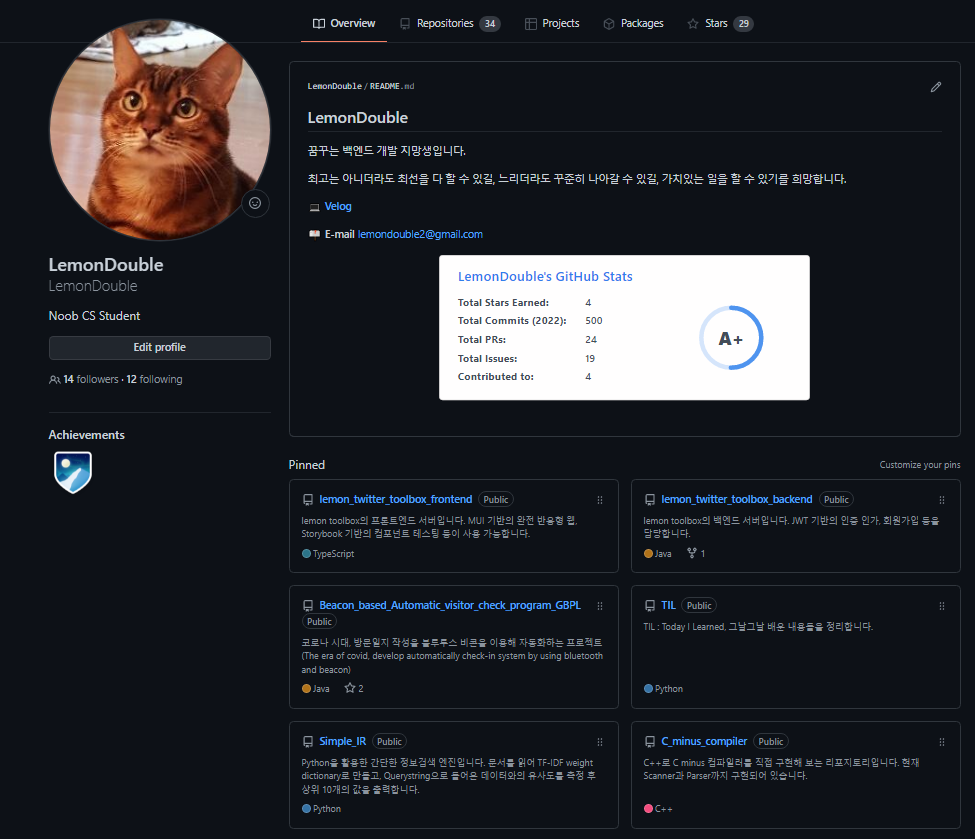 Overview
Repositories 34
Projects
Packages
Stars 29
LemonDouble / README.md
LemonDouble
꿈꾸는 백엔드 개발 지망생입니다.
최고는 아니더라도 최선을 다 할 수 있길, 느리더라도 꾸준히 나아갈 수 있길, 가치있는 일을 할 수 있기를 희망합니다.
Velog
E-mail lemondouble2@gmail.com
LemonDouble's GitHub Stats
Total Stars Earned: 4
Total Commits (2022): 500
Total PRs: 24
Total Issues: 19
Contributed to: 4
A+
LemonDouble
LemonDouble
Noob CS Student
Edit profile
14 followers · 12 following
Achievements
Pinned
Customize your pins
lemon_twitter_toolbox_frontend Public
lemon toolbox의 프론트엔드 서버입니다. MUI 기반의 완전 반응형 웹,
Storybook 기반의 컴포넌트 테스팅 등이 사용 가능합니다.
TypeScript
lemon_twitter_toolbox_backend Public
lemon toolbox의 백엔드 서버입니다. JWT 기반의 인증 인가, 회원가입 등을
담당합니다.
Java 1
Beacon_based_Automatic_visitor_check_program_GBPL
Public
코로나 시대, 방문일지 작성을 블루투스 비콘을 이용해 자동화하는 프로젝트
(The era of covid, develop automatically check-in system by using bluetooth
and beacon)
Java 2
TIL Public
TIL : Today I Learned, 그날그날 배운 내용들을 정리합니다.
Python
Simple_IR Public
Python을 활용한 간단한 정보검색 엔진입니다. 문서를 읽어 TF-IDF weight
dictionary로 만들고, Querystring으로 들어온 데이터와의 유사도를 측정 후
상위 10개의 값을 출력합니다.
Python
C_minus_compiler Public
C++로 C minus 컴파일러를 직접 구현해 보는 리포지토리입니다. 현재
Scanner과 Parser까지 구현되어 있습니다.
C++